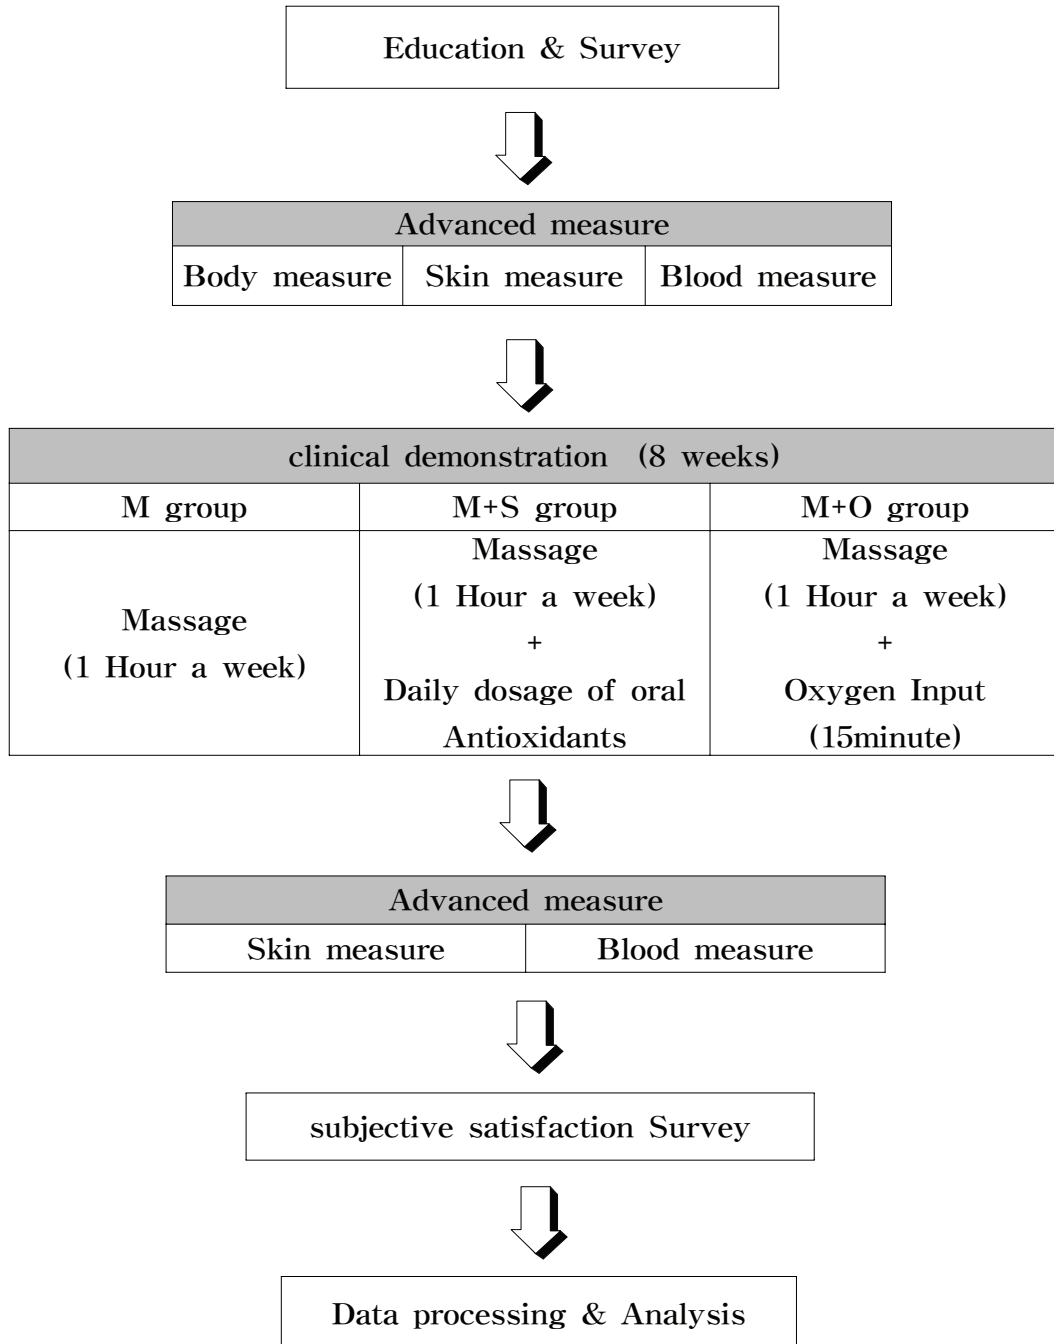 Education & Survey
Advanced measure
Body measure
Skin measure
Blood measure
clinical demonstration (8 weeks)
M group
M+S group
M+O group
Massage
(1 Hour a week)
Massage
(1 Hour a week)
+
Daily dosage of oral
Antioxidants
Massage
(1 Hour a week)
+
Oxygen Input
(15minute)
Advanced measure
Skin measure
Blood measure
subjective satisfaction Survey
Data processing & Analysis